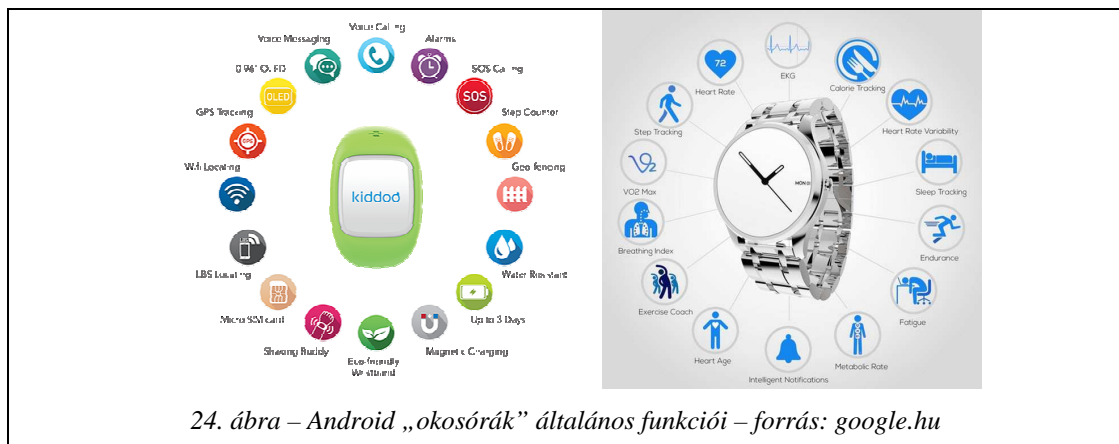 Voice Calling
Voice Messaging
Alarms
0.96" OLED
OLED
SOS Calling
SOS
GPS Tracking
GPS
Step Counter
Wifi Locating
Geo-fencing
kiddoo
LBS Locating
Water Resistant
Micro SIM card
Up to 3 Days
Shaking Buddy
Eco-friendly
Wristband
Magnetic Charging
EKG
72
Heart Rate
Calorie Tracking
Step Tracking
Heart Rate Variability
VO2 Max
Sleep Tracking
MON
Breathing Index
Endurance
Exercise Coach
Fatigue
Heart Age
Metabolic Rate
Intelligent Notifications
24. ábra – Android „okosórák” általános funkciói – forrás: google.hu